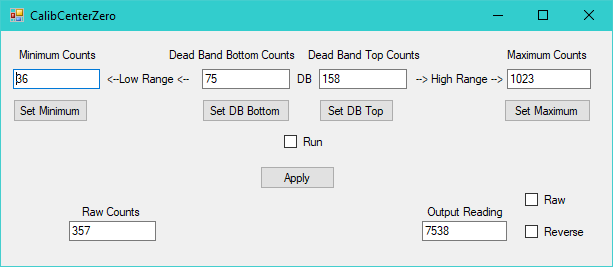 CalibCenterZero
Minimum Counts Dead Band Bottom Counts Dead Band Top Counts Maximum Counts
36 <--Low Range <-- 75 DB 158 --> High Range --> 1023
Set Minimum Set DB Bottom Set DB Top Set Maximum
Run
Apply
Raw
Raw Counts Output Reading
357 7538 Reverse